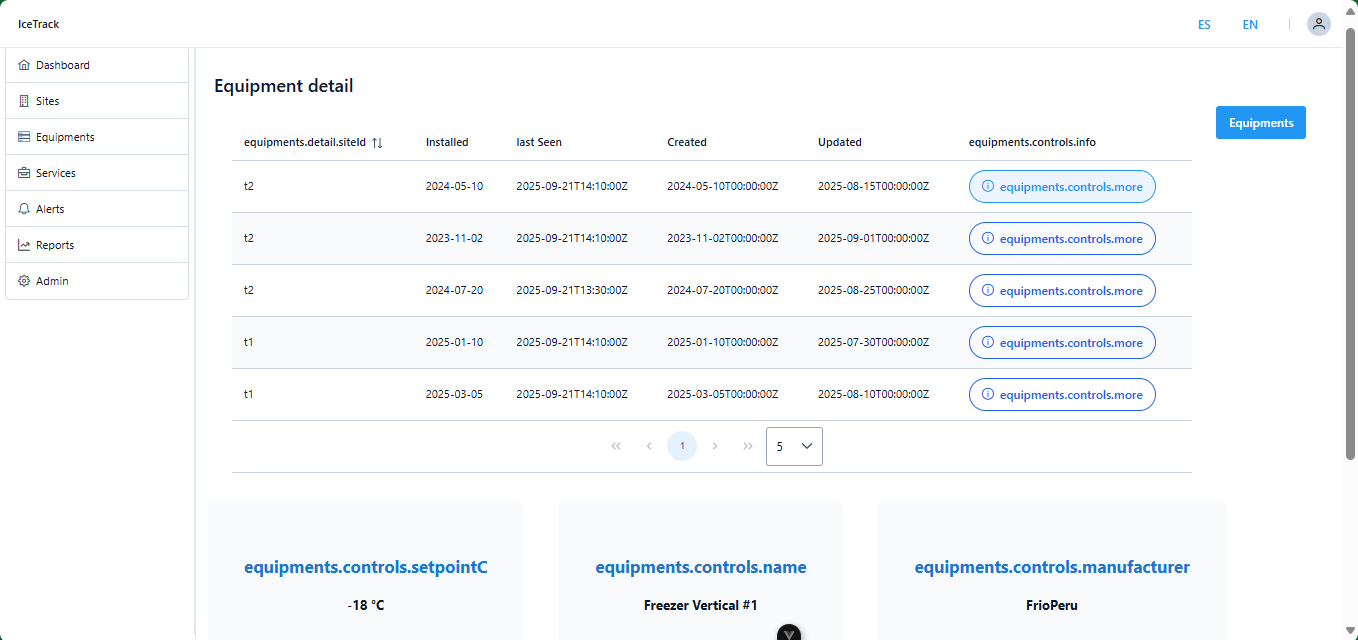 IceTrack
ES EN
Dashboard
Sites
Equipments
Services
Alerts
Reports
Admin
Equipment detail
Equipments
equipments.detail.siteId Installed last Seen Created Updated equipments.controls.info
t2 2024-05-10 2025-09-21T14:10:00Z 2024-05-10T00:00:00Z 2025-08-15T00:00:00Z equipments.controls.more
t2 2023-11-02 2025-09-21T14:10:00Z 2023-11-02T00:00:00Z 2025-09-01T00:00:00Z equipments.controls.more
t2 2024-07-20 2025-09-21T13:30:00Z 2024-07-20T00:00:00Z 2025-08-25T00:00:00Z equipments.controls.more
t1 2025-01-10 2025-09-21T14:10:00Z 2025-01-10T00:00:00Z 2025-07-30T00:00:00Z equipments.controls.more
t1 2025-03-05 2025-09-21T14:10:00Z 2025-03-05T00:00:00Z 2025-08-10T00:00:00Z equipments.controls.more
1 5
equipments.controls.setpointC equipments.controls.name equipments.controls.manufacturer
-18 °C Freezer Vertical #1 FrioPeru